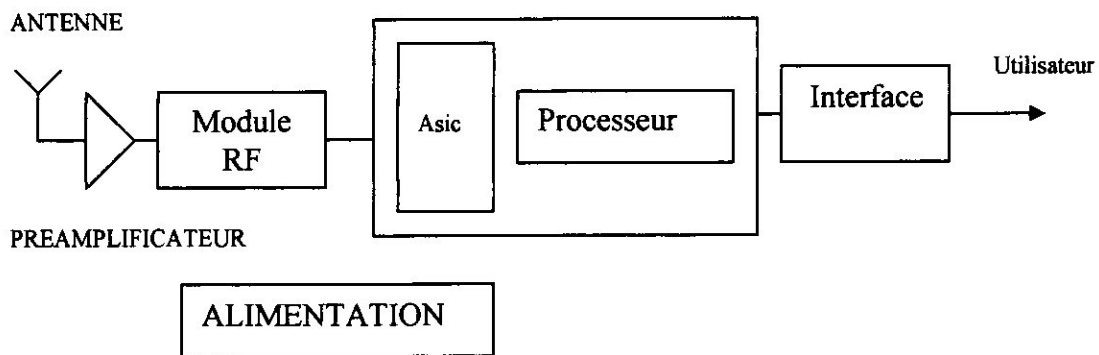 ANTENNE
Utilisateur
Module
RF
Asic
Processeur
Interface
PREAMPLIFICATEUR
ALIMENTATION